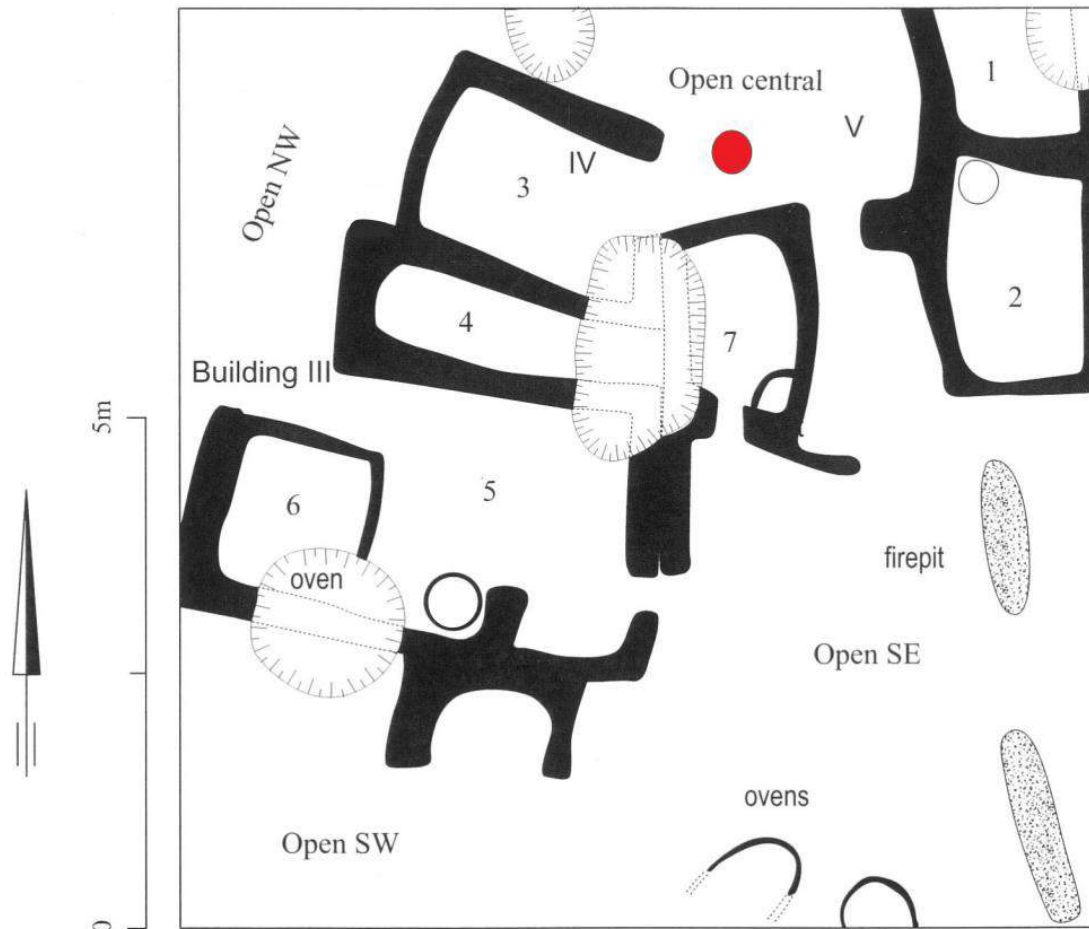 Open central
1
V
Open NW
IV
3
2
4
7
Building III
5m
5
6
firepit
oven
Open SE
ovens
Open SW
0